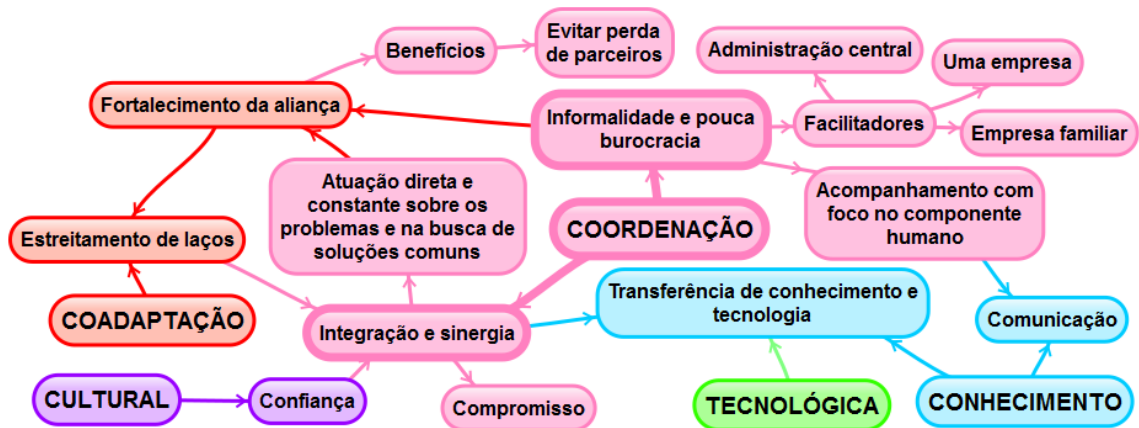 Benefícios
Evitar perda
de parceiros
Administração central
Uma empresa
Fortalecimento da aliança
Informalidade e pouca
burocracia
Facilitadores
Empresa familiar
Atuação direta e
constante sobre os
problemas e na busca de
soluções comuns
Acompanhamento com
foco no componente
humano
Estreitamento de laços
COORDENAÇÃO
COADAPTAÇÃO
Integração e sinergia
Transferência de conhecimento e
tecnologia
Comunicação
CULTURAL
Confiança
Compromisso
TECNOLÓGICA
CONHECIMENTO